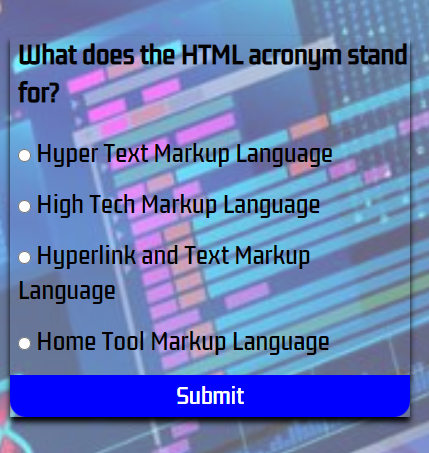 What does the HTML acronym stand
for?
Hyper Text Markup Language
High Tech Markup Language
Hyperlink and Text Markup
Language
Home Tool Markup Language
Submit